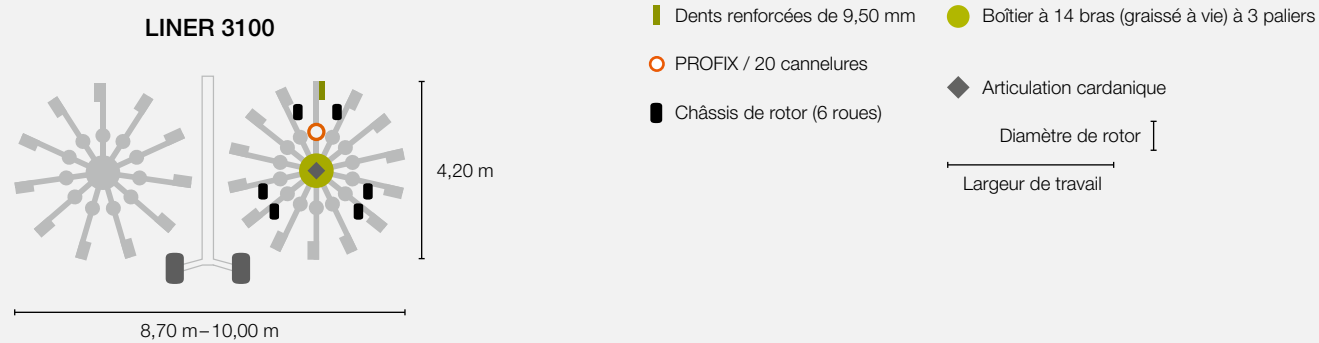 LINER 3100
4,20 m
8,70 m–10,00 m
Dents renforcées de 9,50 mm
PROFIX / 20 cannelures
Châssis de rotor (6 roues)
Boîtier à 14 bras (graissé à vie) à 3 paliers
Articulation cardanique
Diamètre de rotor
Largeur de travail